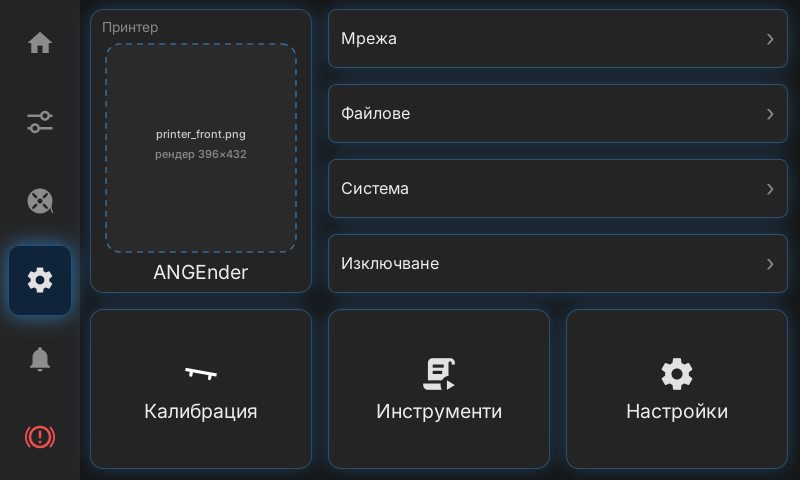 Принтер
printer_front.png
рендер 396×432
ANGEnder
Мрежа
Файлове
Система
Изключване
Калибрация
Инструменти
Настройки